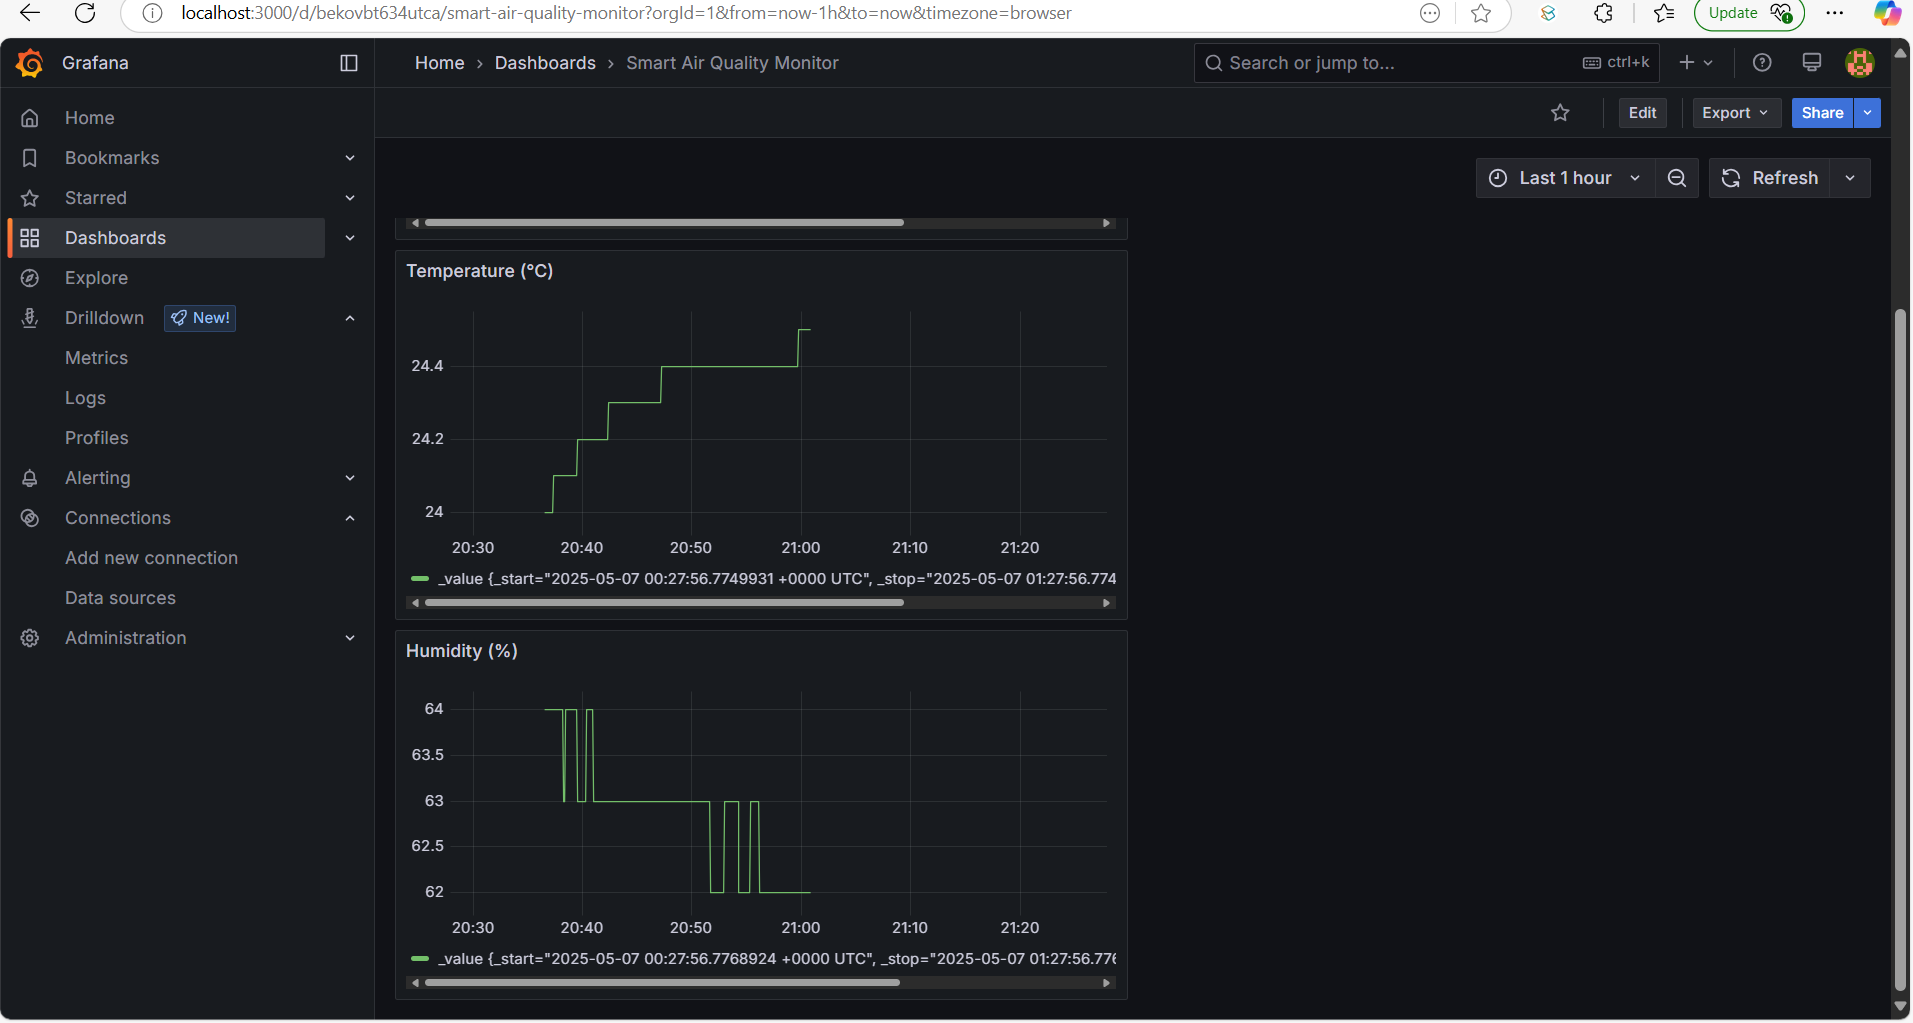 localhost:3000/d/bekovbt634utca/smart-air-quality-monitor?orgId=1&from=now-1h&to=now&timezone=browser
Update
Grafana
Home › Dashboards › Smart Air Quality Monitor
Search or jump to...
ctrl+k
Home
Bookmarks
Starred
Dashboards
Explore
Drilldown
New!
Metrics
Logs
Profiles
Alerting
Connections
Add new connection
Data sources
Administration
Edit
Export
Share
Last 1 hour
Refresh
Temperature (°C)
24.4
24.2
24
20:30 20:40 20:50 21:00 21:10 21:20
_value {_start="2025-05-07 00:27:56.7749931 +0000 UTC", _stop="2025-05-07 01:27:56.774
Humidity (%)
64
63.5
63
62.5
62
20:30 20:40 20:50 21:00 21:10 21:20
_value {_start="2025-05-07 00:27:56.7768924 +0000 UTC", _stop="2025-05-07 01:27:56.776